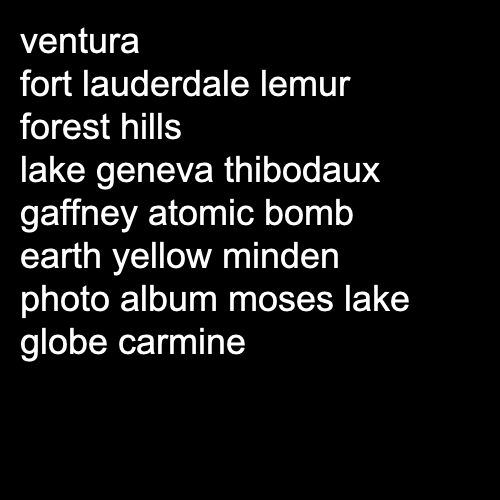 ventura
fort lauderdale lemur
forest hills
lake geneva thibodaux
gaffney atomic bomb
earth yellow minden
photo album moses lake
globe carmine